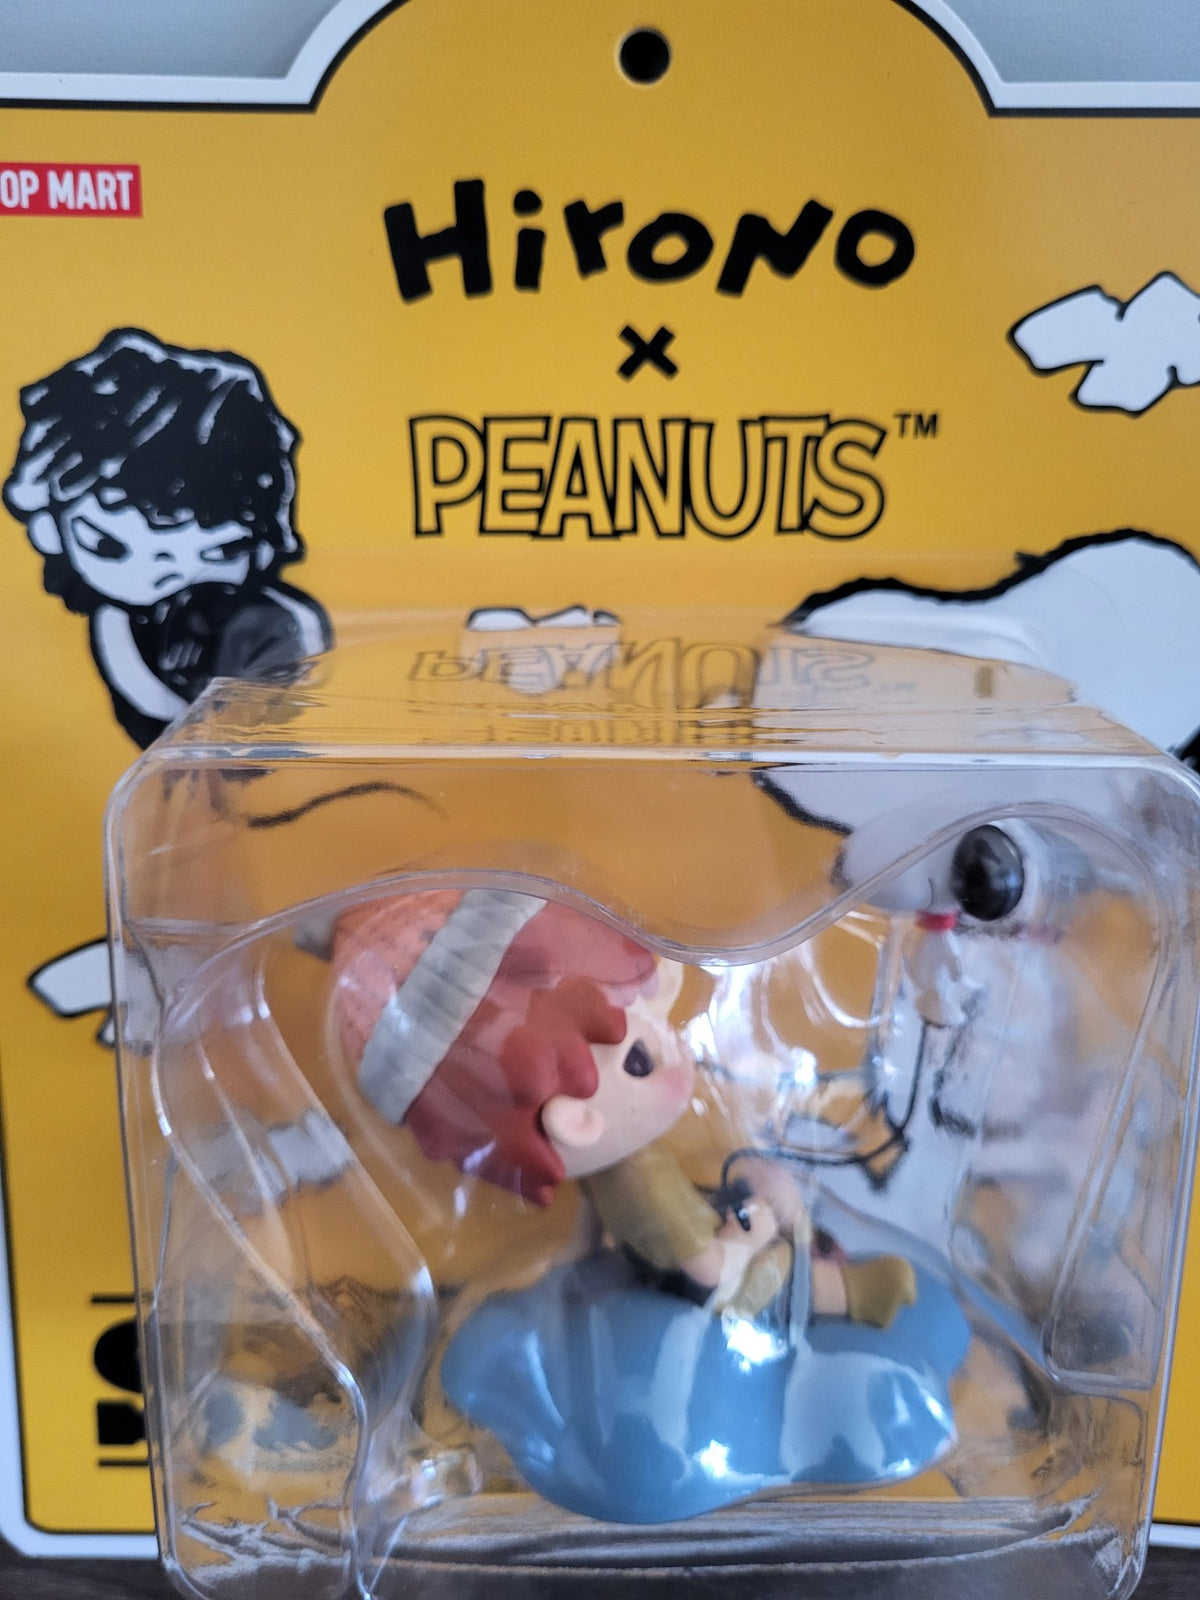 OP MART
Hirono
×
PEANUTS™